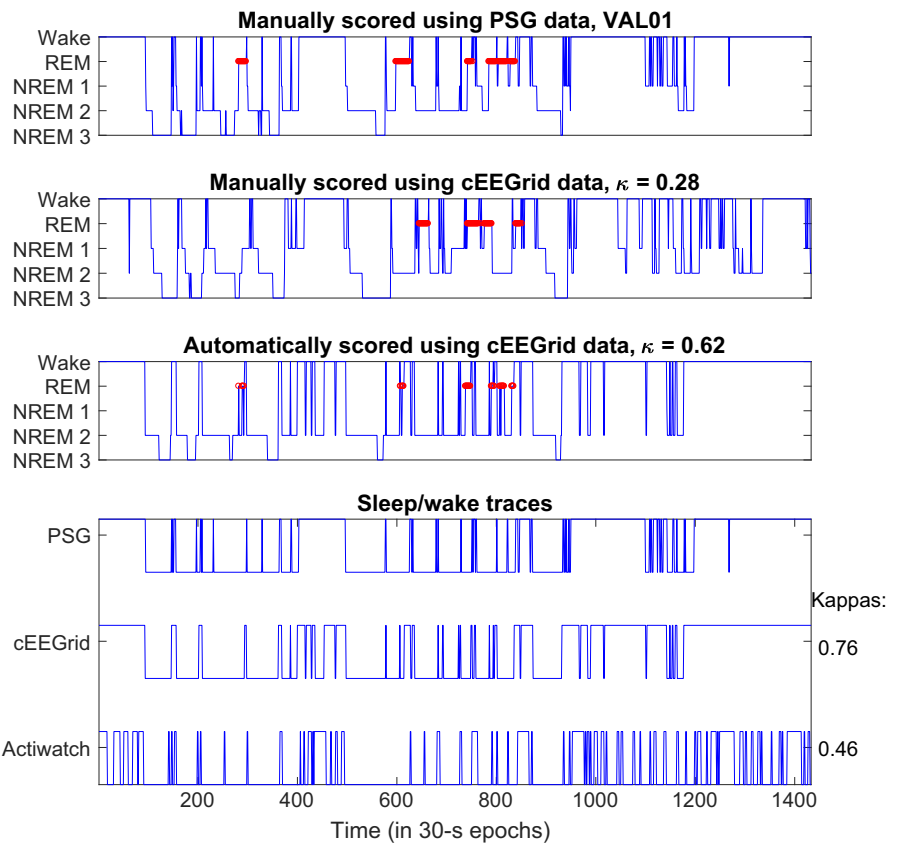 Manually scored using PSG data, VAL01
Wake
REM
NREM 1
NREM 2
NREM 3
Manually scored using cEEGrid data, κ = 0.28
Wake
REM
NREM 1
NREM 2
NREM 3
Automatically scored using cEEGrid data, κ = 0.62
Wake
REM
NREM 1
NREM 2
NREM 3
Sleep/wake traces
PSG
Kappas:
cEEGrid
0.76
Actiwatch
0.46
200 400 600 800 1000 1200 1400
Time (in 30-s epochs)